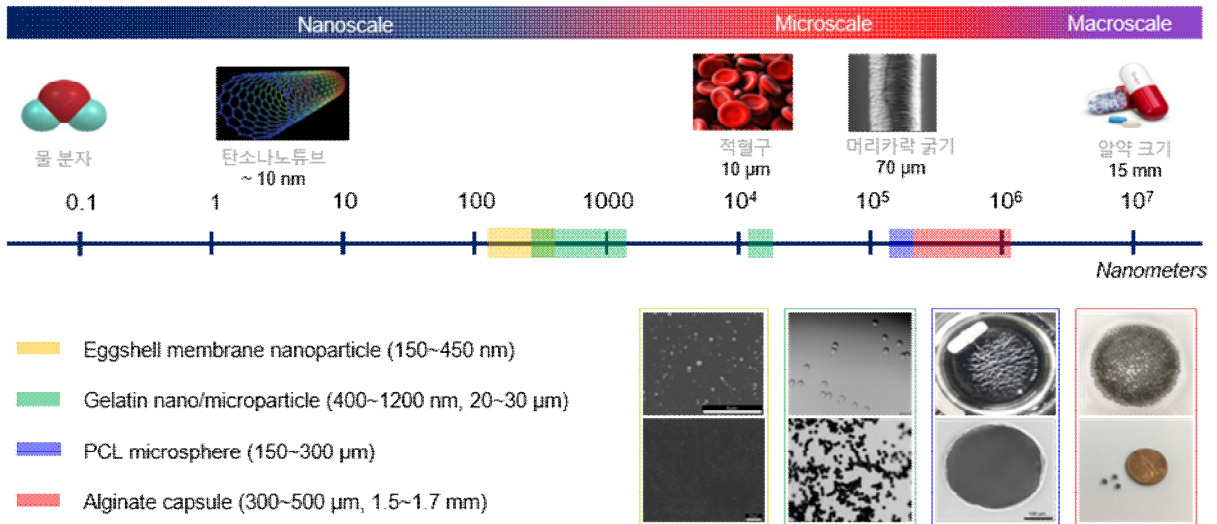 Nanoscale
Microscale
Macroscale
물 분자
탄소나노튜브
~ 10 nm
적혈구
10 μm
머리카락 굵기
70 μm
알약 크기
15 mm
0.1
1
10
100
1000
10⁴
10⁵
10⁶
10⁷
Nanometers
Eggshell membrane nanoparticle (150~450 nm)
Gelatin nano/microparticle (400~1200 nm, 20~30 μm)
PCL microsphere (150~300 μm)
Alginate capsule (300~500 μm, 1.5~1.7 mm)